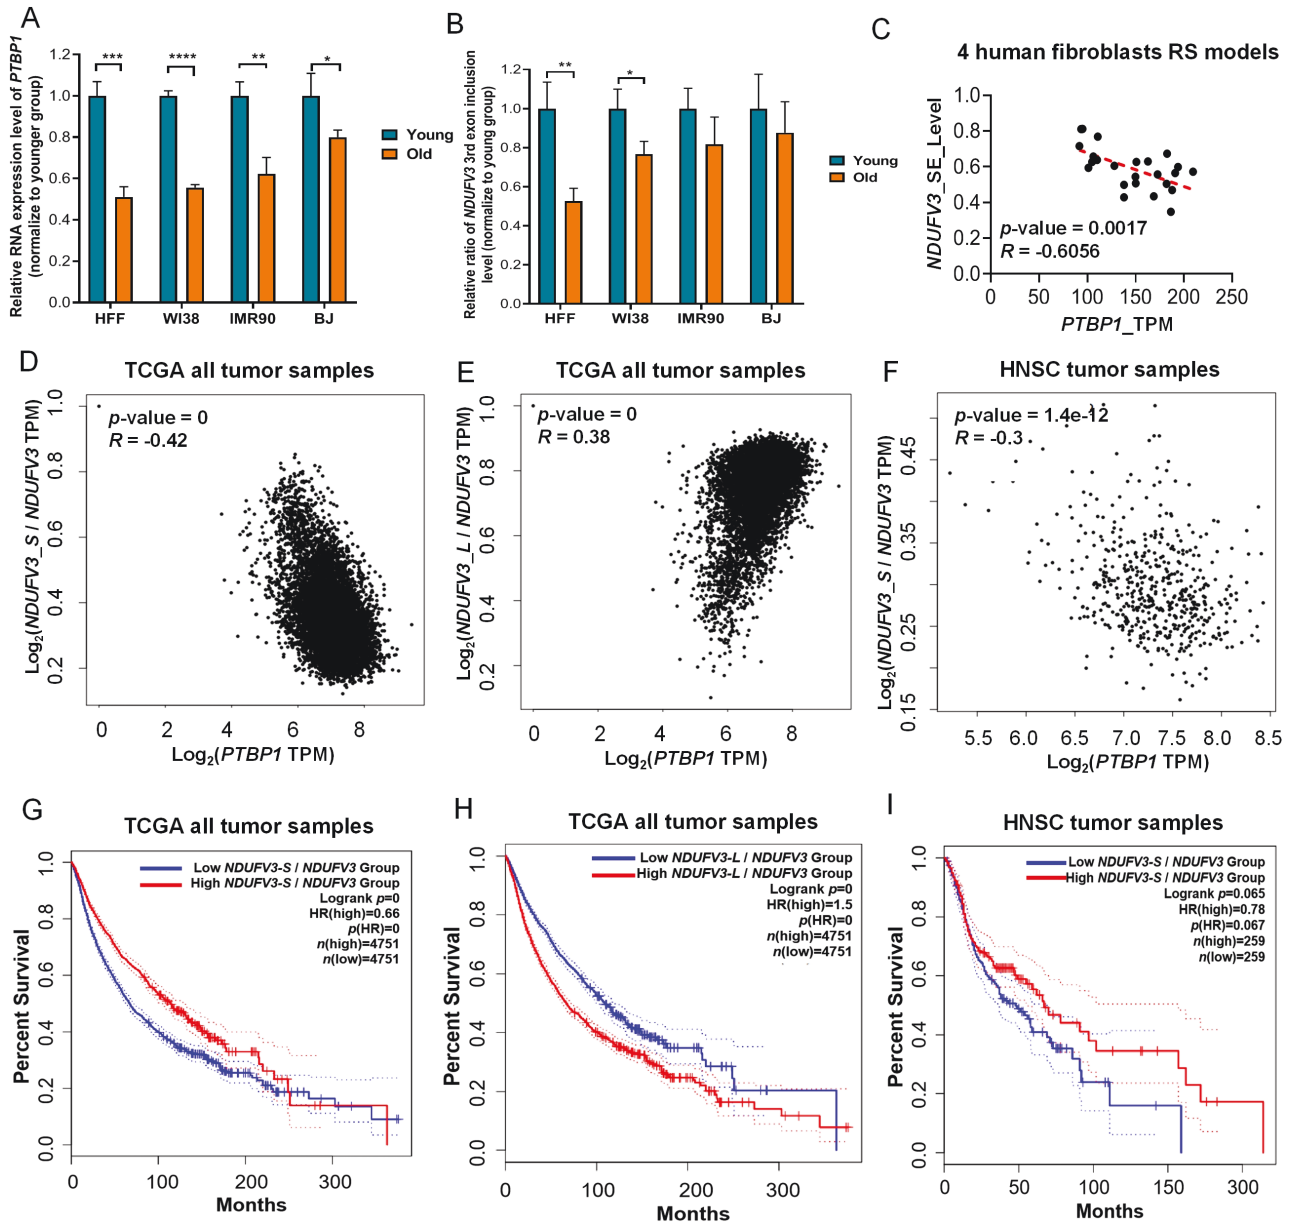 A
Relative RNA expression level of PTBP1
(normalize to younger group)
1.2
1.0
0.8
0.6
0.4
0.2
0.0
***
****
**
*
HFF
WI38
IMR90
BJ
Young
Old
B
Relative ratio of NDUFV3 3rd exon inclusion
level (normalize to young group)
1.2
1.0
0.8
0.6
0.4
0.2
0.0
**
*
HFF
WI38
IMR90
BJ
Young
Old
C
4 human fibroblasts RS models
NDUFV3_SE_Level
1.0
0.8
0.6
0.4
0.2
0.0
p-value = 0.0017
R = -0.6056
0
50
100
150
200
250
PTBP1_TPM
D
TCGA all tumor samples
Log2(NDUFV3_S / NDUFV3 TPM)
1.0
0.8
0.6
0.4
0.2
p-value = 0
R = -0.42
0
2
4
6
8
Log2(PTBP1 TPM)
E
TCGA all tumor samples
Log2(NDUFV3_L / NDUFV3 TPM)
1.0
0.8
0.6
0.4
0.2
p-value = 0
R = 0.38
0
2
4
6
8
Log2(PTBP1 TPM)
F
HNSC tumor samples
Log2(NDUFV3_S / NDUFV3 TPM)
0.45
0.35
0.25
0.15
p-value = 1.4e-12
R = -0.3
5.5
6.0
6.5
7.0
7.5
8.0
8.5
Log2(PTBP1 TPM)
G
TCGA all tumor samples
Percent Survival
1.0
0.8
0.6
0.4
0.2
0.0
Low NDUFV3-S / NDUFV3 Group
High NDUFV3-S / NDUFV3 Group
Logrank p=0
HR(high)=0.66
p(HR)=0
n(high)=4751
n(low)=4751
0
100
200
300
Months
H
TCGA all tumor samples
Percent Survival
1.0
0.8
0.6
0.4
0.2
0.0
Low NDUFV3-L / NDUFV3 Group
High NDUFV3-L / NDUFV3 Group
Logrank p=0
HR(high)=1.5
p(HR)=0
n(high)=4751
n(low)=4751
0
100
200
300
Months
I
HNSC tumor samples
Percent Survival
1.0
0.8
0.6
0.4
0.2
0.0
Low NDUFV3-S / NDUFV3 Group
High NDUFV3-S / NDUFV3 Group
Logrank p=0.065
HR(high)=0.78
p(HR)=0.067
n(high)=259
n(low)=259
0
50
100
150
300
Months